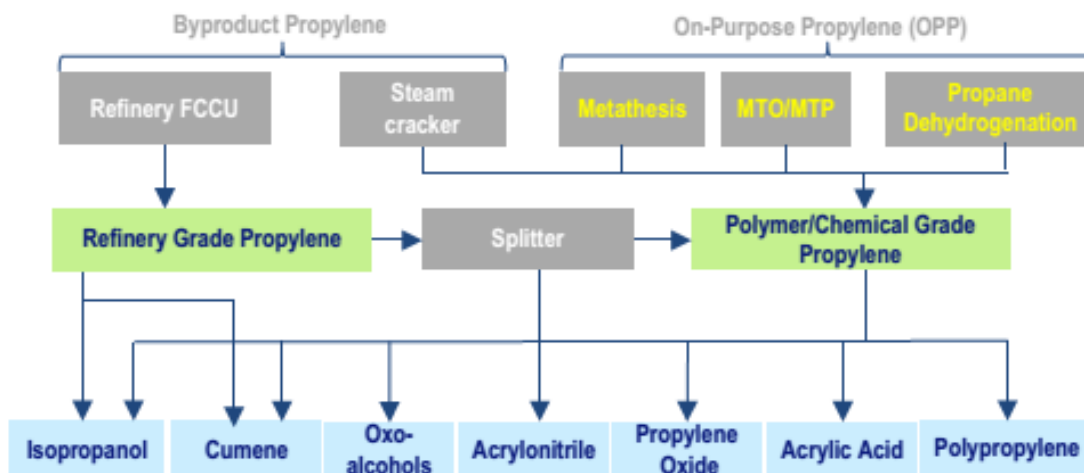 Byproduct Propylene
On-Purpose Propylene (OPP)
Refinery FCCU
Steam
cracker
Metathesis
MTO/MTP
Propane
Dehydrogenation
Refinery Grade Propylene
Splitter
Polymer/Chemical Grade
Propylene
Isopropanol
Cumene
Oxo-
alcohols
Acrylonitrile
Propylene
Oxide
Acrylic Acid
Polypropylene